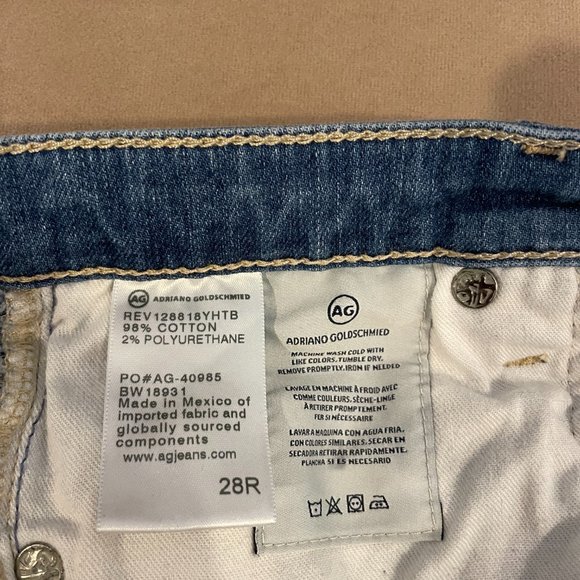 AG ADRIANO GOLDSCHMIED
REV128818YHTB
98% COTTON
2% POLYURETHANE
PO#AG-40985
BW18931
Made in Mexico of
imported fabric and
globally sourced
components
www.agjeans.com
28R
AG
ADRIANO GOLDSCHMIED
MACHINE WASH COLD WITH
LIKE COLORS. TUMBLE DRY.
REMOVE PROMPTLY. IRON IF NEEDED
LAVAGE EN MACHINE À FROID AVEC
COMME COULEURS. SÈCHE-LINGE
À RETIRER PROMPTEMENT.
FER SI NÉCESSAIRE
LAVAR A MAQUINA CON AGUA FRIA.
CON COLORES SIMILARES. SECAR EN
SECADORA RETIRAR RAPIDAMENTE.
PLANCHA SI ES NECESARIO